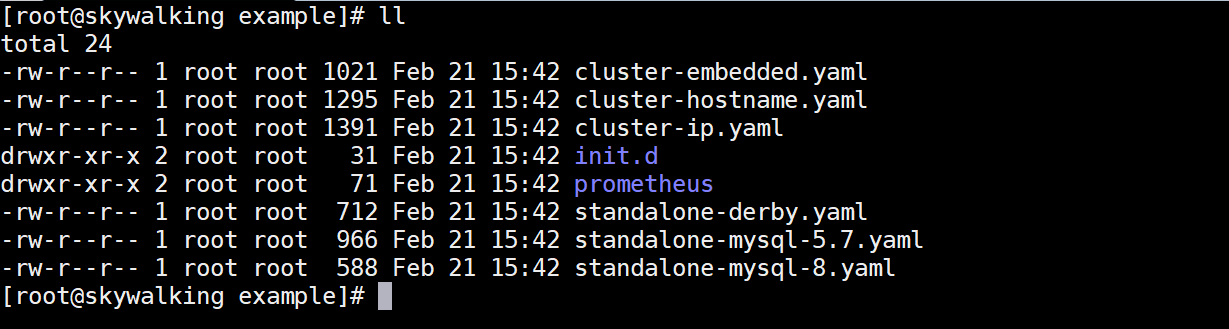 [root@skywalking example]# ll
total 24
-rw-r--r-- 1 root root 1021 Feb 21 15:42 cluster-embedded.yaml
-rw-r--r-- 1 root root 1295 Feb 21 15:42 cluster-hostname.yaml
-rw-r--r-- 1 root root 1391 Feb 21 15:42 cluster-ip.yaml
drwxr-xr-x 2 root root   31 Feb 21 15:42 init.d
drwxr-xr-x 2 root root   71 Feb 21 15:42 prometheus
-rw-r--r-- 1 root root  712 Feb 21 15:42 standalone-derby.yaml
-rw-r--r-- 1 root root  966 Feb 21 15:42 standalone-mysql-5.7.yaml
-rw-r--r-- 1 root root  588 Feb 21 15:42 standalone-mysql-8.yaml
[root@skywalking example]#